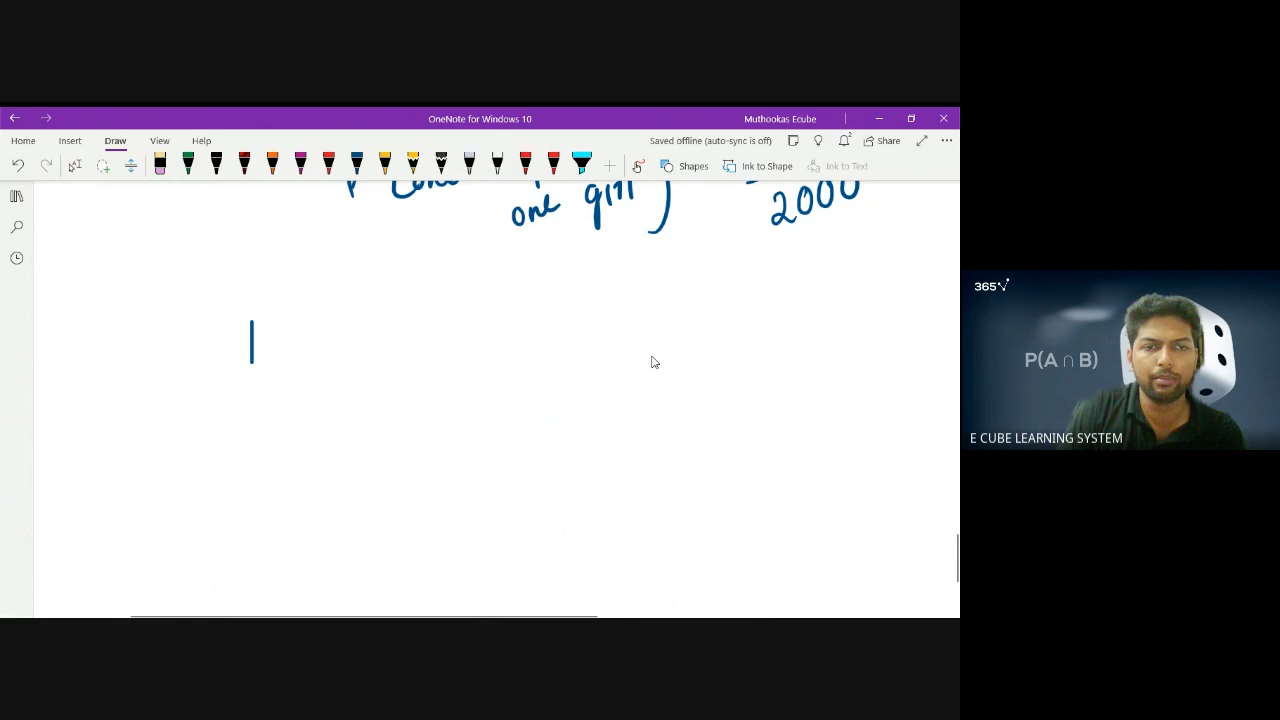 OneNote for Windows 10
Muthookas Ecube
Home Insert Draw View Help
Saved offline (auto-sync is off)
2
Share
Shapes Ink to Shape Ink to Text
one girl )
2000
365
P(A ∩ B)
E CUBE LEARNING SYSTEM